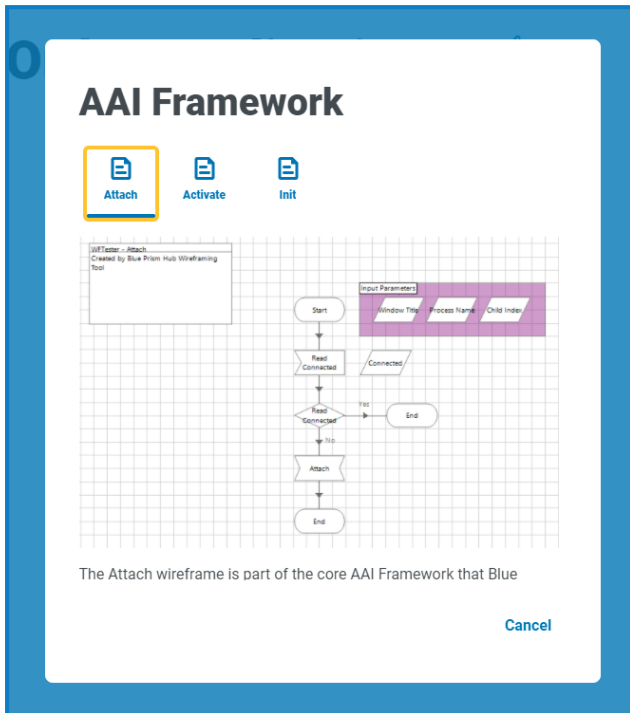 AAI Framework
Attach
Activate
Init
WFTester - Attach
Created by Blue Prism Hub Wireframing
Tool
Input Parameters
Start
Window Title
Process Name
Child Index
Read
Connected
Connected
Read
Connected
Yes
End
No
Attach
End
The Attach wireframe is part of the core AAI Framework that Blue
Cancel